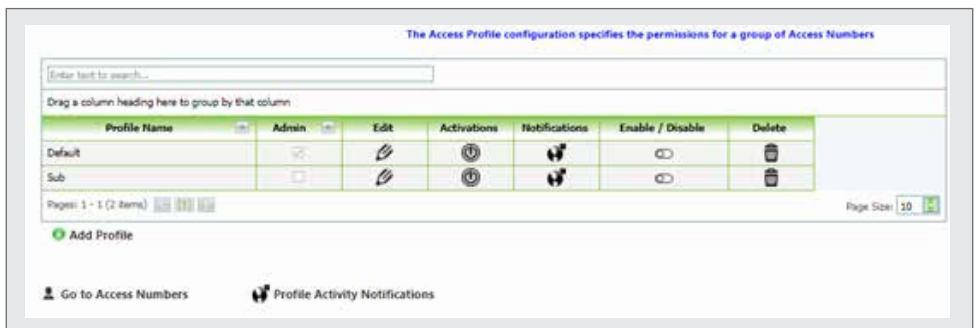 The Access Profile configuration specifies the permissions for a group of Access Numbers
Enter text to search...
Drag a column heading here to group by that column
Profile Name Admin Edit Activations Notifications Enable / Disable Delete
Default
Sub
Pages: 1 - 1 (2 items) [1] Page Size: 10
Add Profile
Go to Access Numbers Profile Activity Notifications